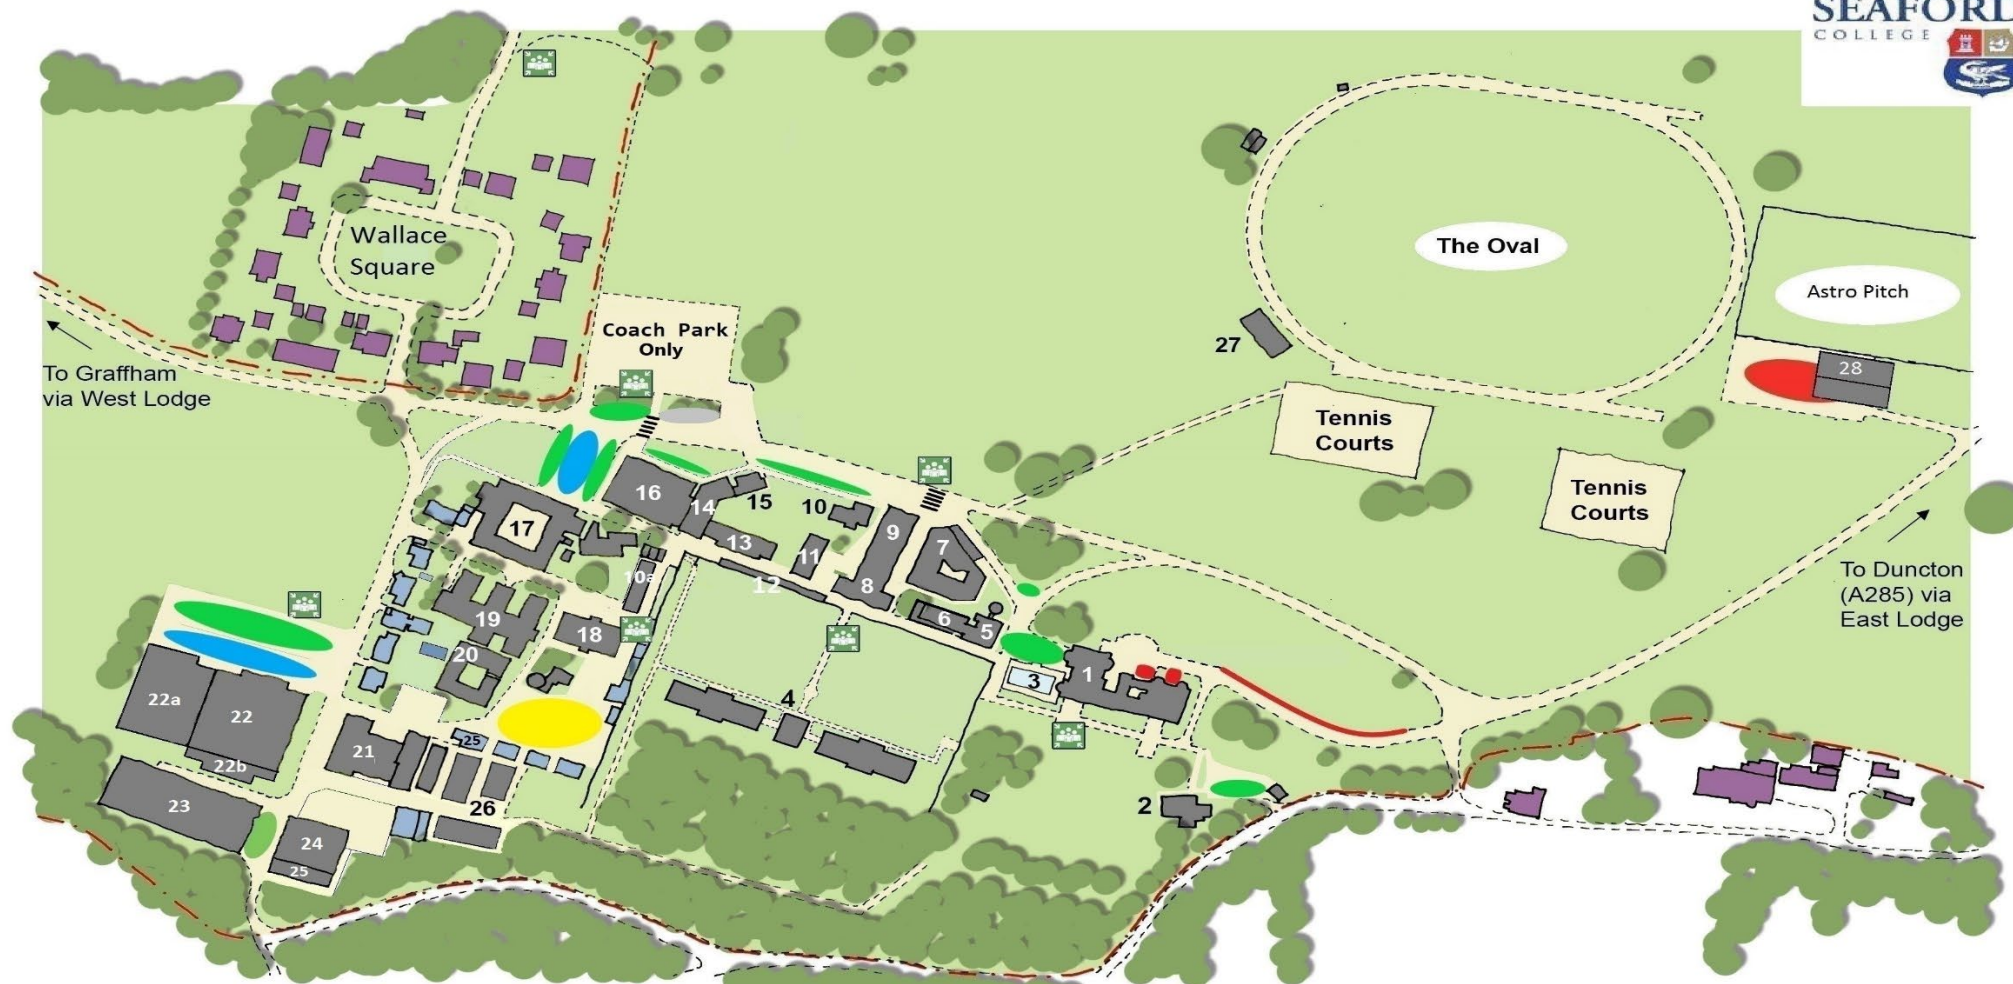 SEAFORD
COLLEGE
Wallace
Square
The Oval
Astro Pitch
Coach Park
Only
To Graffham
via West Lodge
27
28
Tennis
Courts
Tennis
Courts
To Duncton
(A285) via
East Lodge
16
14
15
10
9
7
17
13
11
12
8
10a
6
5
19
18
20
3
1
4
22a
22
22b
21
25
23
26
2
24
25